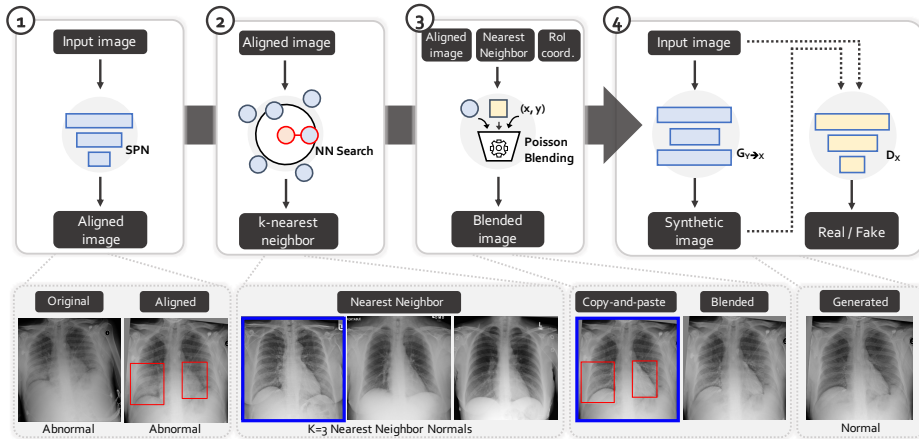 1
Input image
SPN
Aligned
image
2
Aligned image
NN Search
k-nearest
neighbor
3
Aligned
image
Nearest
Neighbor
RoI
coord.
(x, y)
Poisson
Blending
Blended
image
4
Input image
GY→X
DX
Synthetic
image
Real / Fake
Original
Aligned
Abnormal
Abnormal
Nearest Neighbor
L
L
K=3 Nearest Neighbor Normals
Copy-and-paste
Blended
Generated
Normal